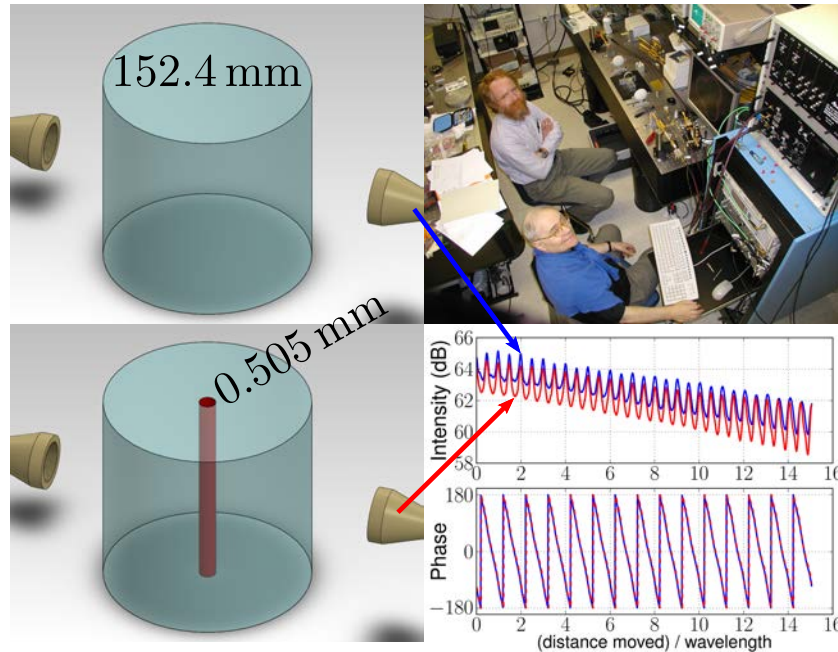 152.4 mm
0.505 mm
Intensity (dB)
66
64
62
60
58
0 2 4 6 8 10 12 14 16
Phase
180
0
−180
0 2 4 6 8 10 12 14 16
(distance moved) / wavelength